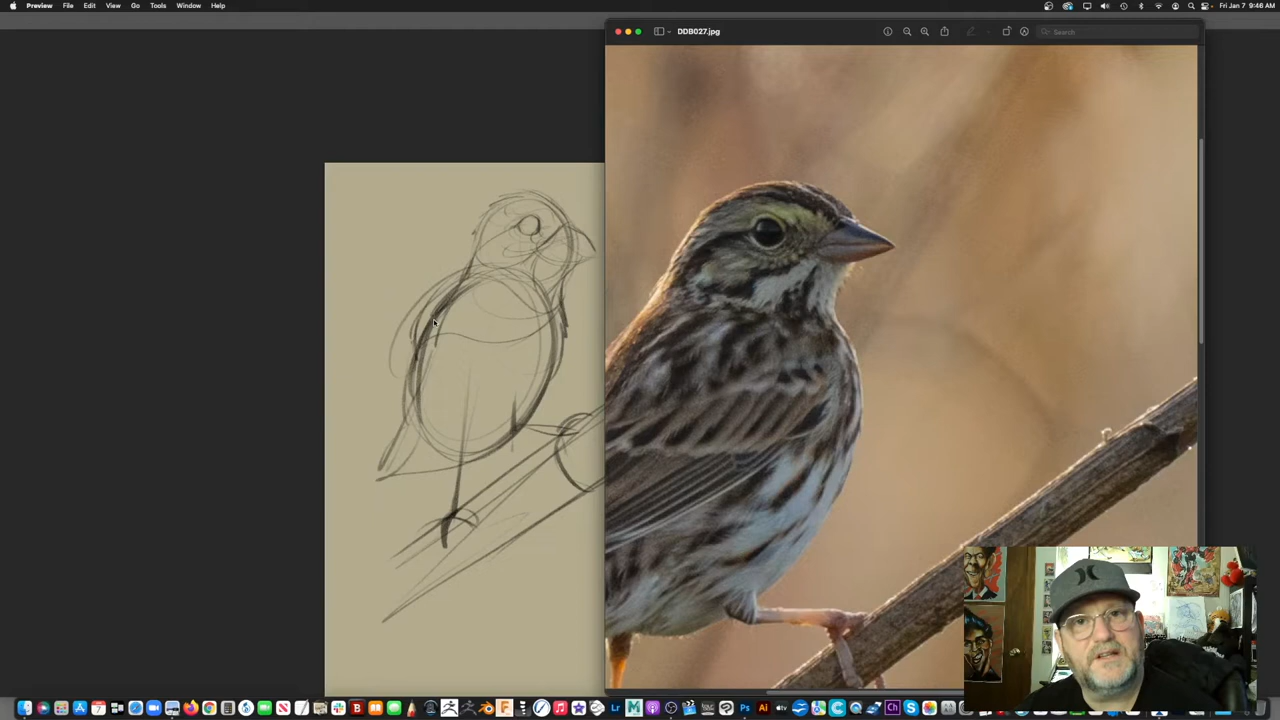 Preview File Edit View Go Tools Window Help Fri Jan 7 9:46 AM
DDB027.jpg Search